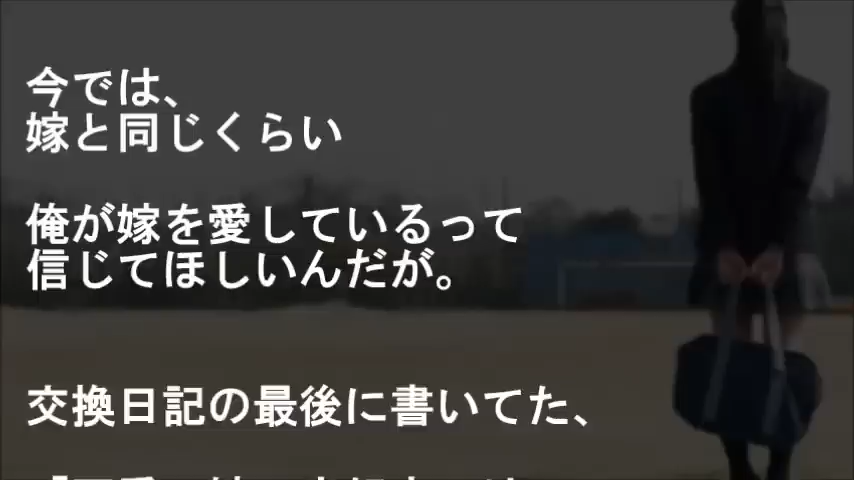 今では、
嫁と同じくらい
俺が嫁を愛しているって
信じてほしいんだが。
交換日記の最後に書いてた、